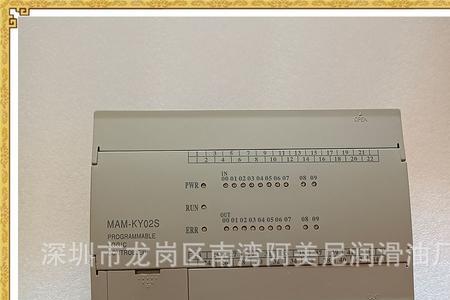 OPEN
1 3 5 7 9 11 13 15 17 19 21
2 4 6 8 10 12 14 16 18 20 22
IN
00 01 02 03 04 05 06 07 08 09
PWR
RUN
OUT
00 01 02 03 04 05 06 07 08 09
ERR
MAM-KY02S
PROGRAMMABLE
LOGIC
CONTROLLER
深圳市龙岗区南湾阿美尼润滑油厂